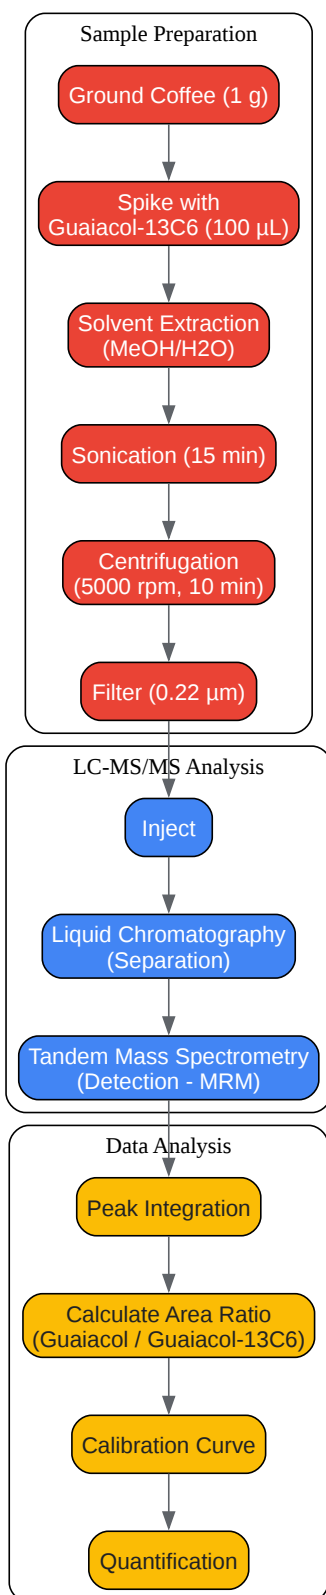 Sample Preparation
Ground Coffee (1 g)
Spike with
Guaiacol-13C6 (100 µL)
Solvent Extraction
(MeOH/H2O)
Sonication (15 min)
Centrifugation
(5000 rpm, 10 min)
Filter (0.22 µm)
LC-MS/MS Analysis
Inject
Liquid Chromatography
(Separation)
Tandem Mass Spectrometry
(Detection - MRM)
Data Analysis
Peak Integration
Calculate Area Ratio
(Guaiacol / Guaiacol-13C6)
Calibration Curve
Quantification